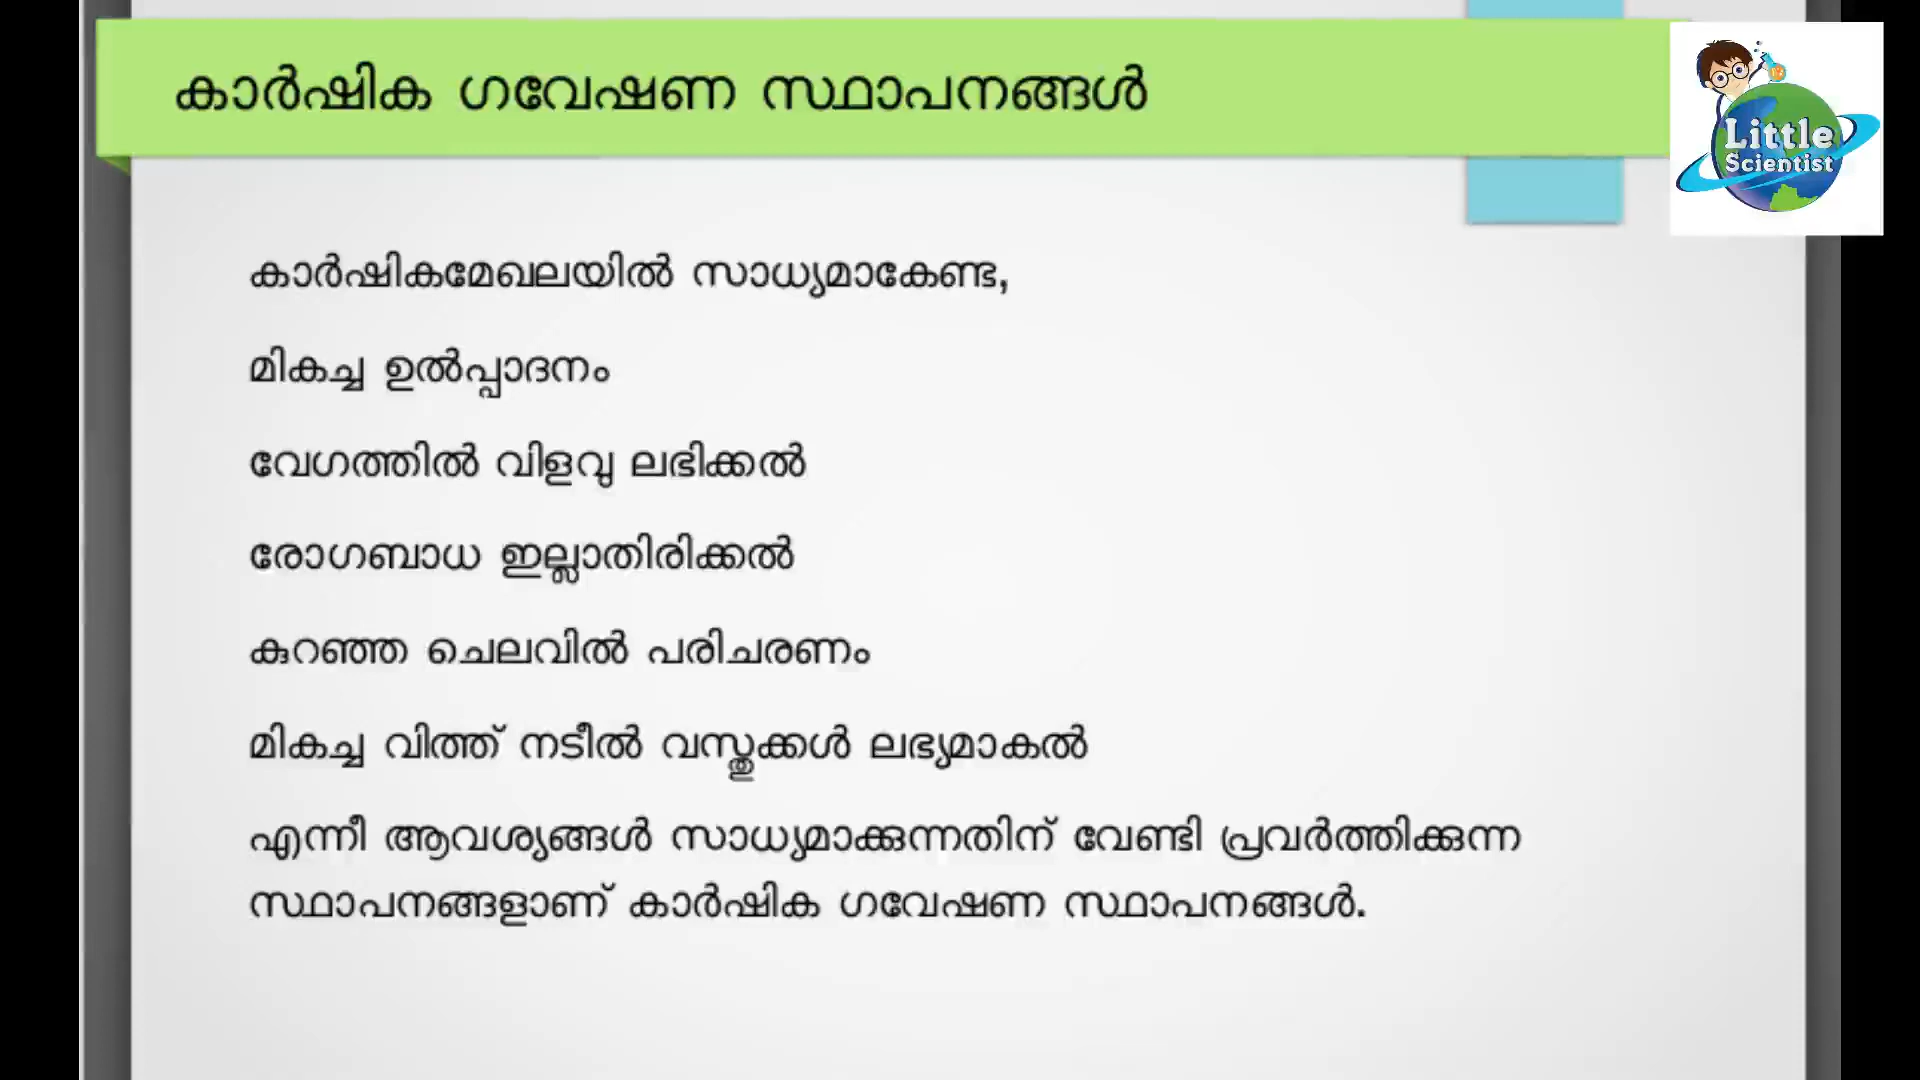 കാർഷിക ഗവേഷണ സ്ഥാപനങ്ങൾ
Little
Scientist
കാർഷികമേഖലയിൽ സാധ്യമാകേണ്ട,
മികച്ച ഉൽപ്പാദനം
വേഗത്തിൽ വിളവു ലഭിക്കൽ
രോഗബാധ ഇല്ലാതിരിക്കൽ
കുറഞ്ഞ ചെലവിൽ പരിചരണം
മികച്ച വിത്ത് നടീൽ വസ്തുക്കൾ ലഭ്യമാകൽ
എന്നീ ആവശ്യങ്ങൾ സാധ്യമാക്കുന്നതിന് വേണ്ടി പ്രവർത്തിക്കുന്ന
സ്ഥാപനങ്ങളാണ് കാർഷിക ഗവേഷണ സ്ഥാപനങ്ങൾ.